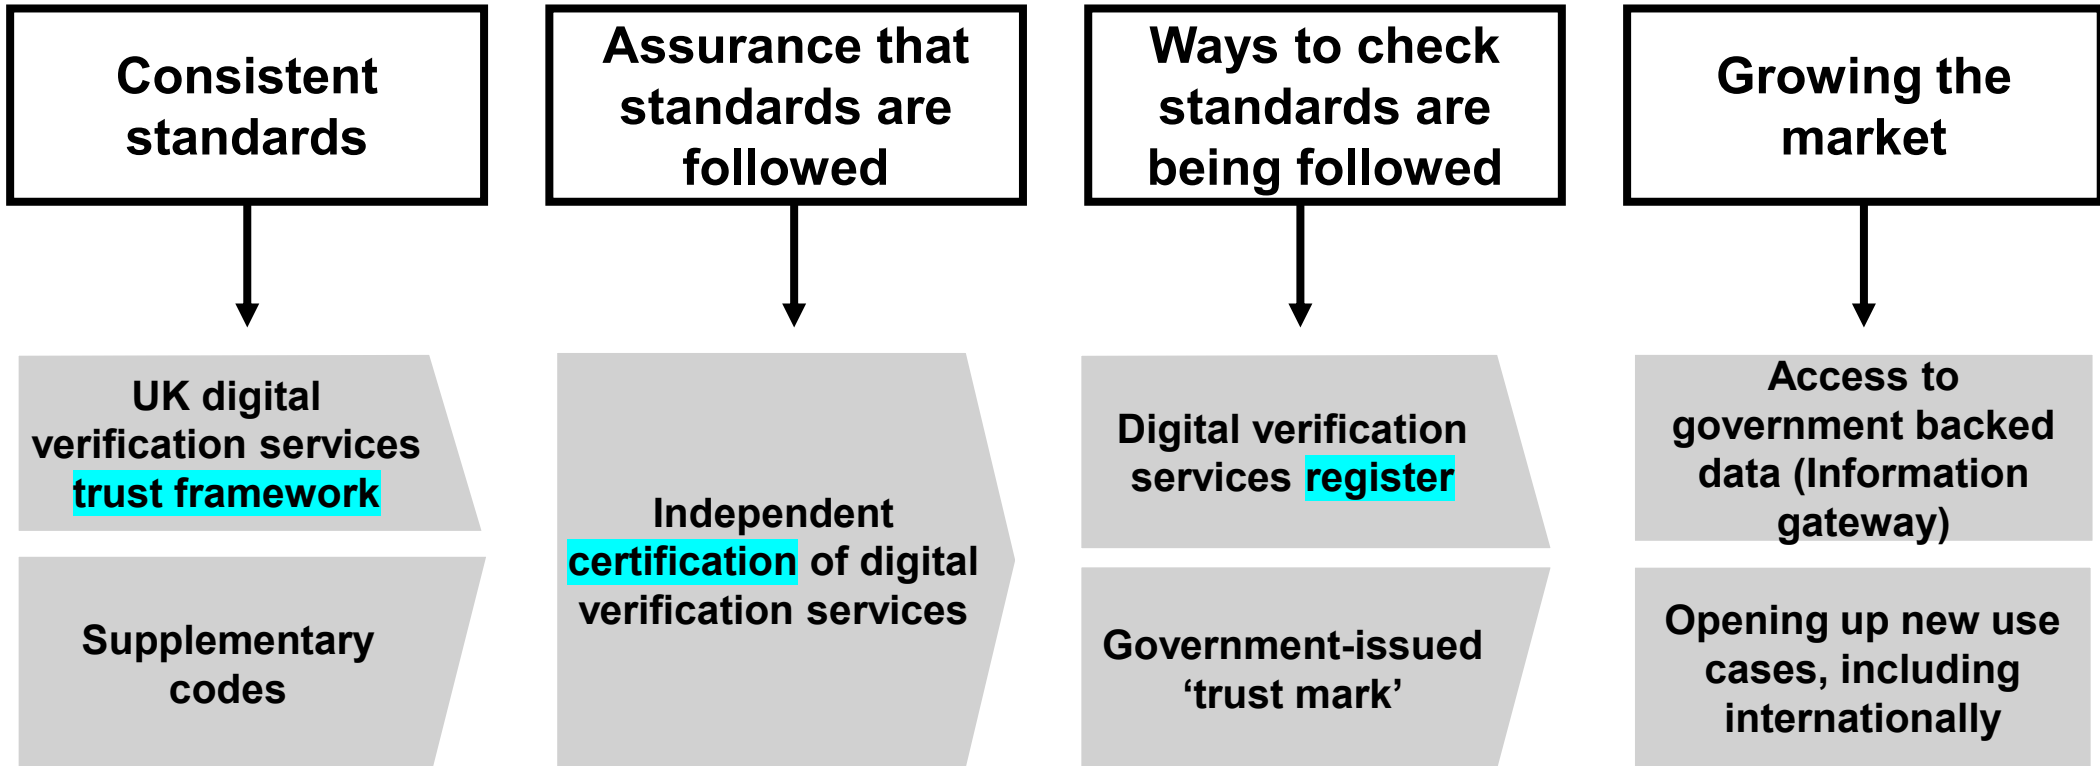 Consistent
standards
Assurance that
standards are
followed
Ways to check
standards are
being followed
Growing the
market
UK digital
verification services
trust framework
Supplementary
codes
Independent
certification of digital
verification services
Digital verification
services register
Government-issued
‘trust mark’
Access to
government backed
data (Information
gateway)
Opening up new use
cases, including
internationally